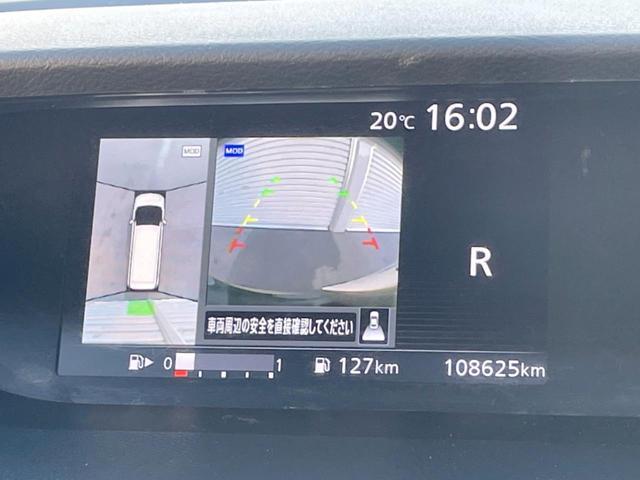 20℃ 16:02
MOD MOD
R
車両周辺の安全を直接確認してください
0 1 127km 108625km